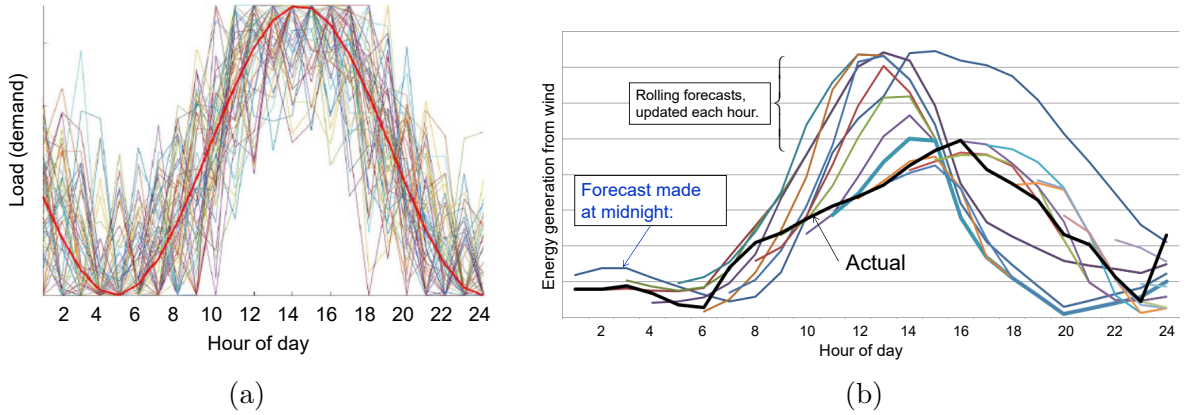 Load (demand)
2 4 6 8 10 12 14 16 18 20 22 24
Hour of day
(a)
Energy generation from wind
Rolling forecasts,
updated each hour.
Forecast made
at midnight:
Actual
2 4 6 8 10 12 14 16 18 20 22 24
Hour of day
(b)